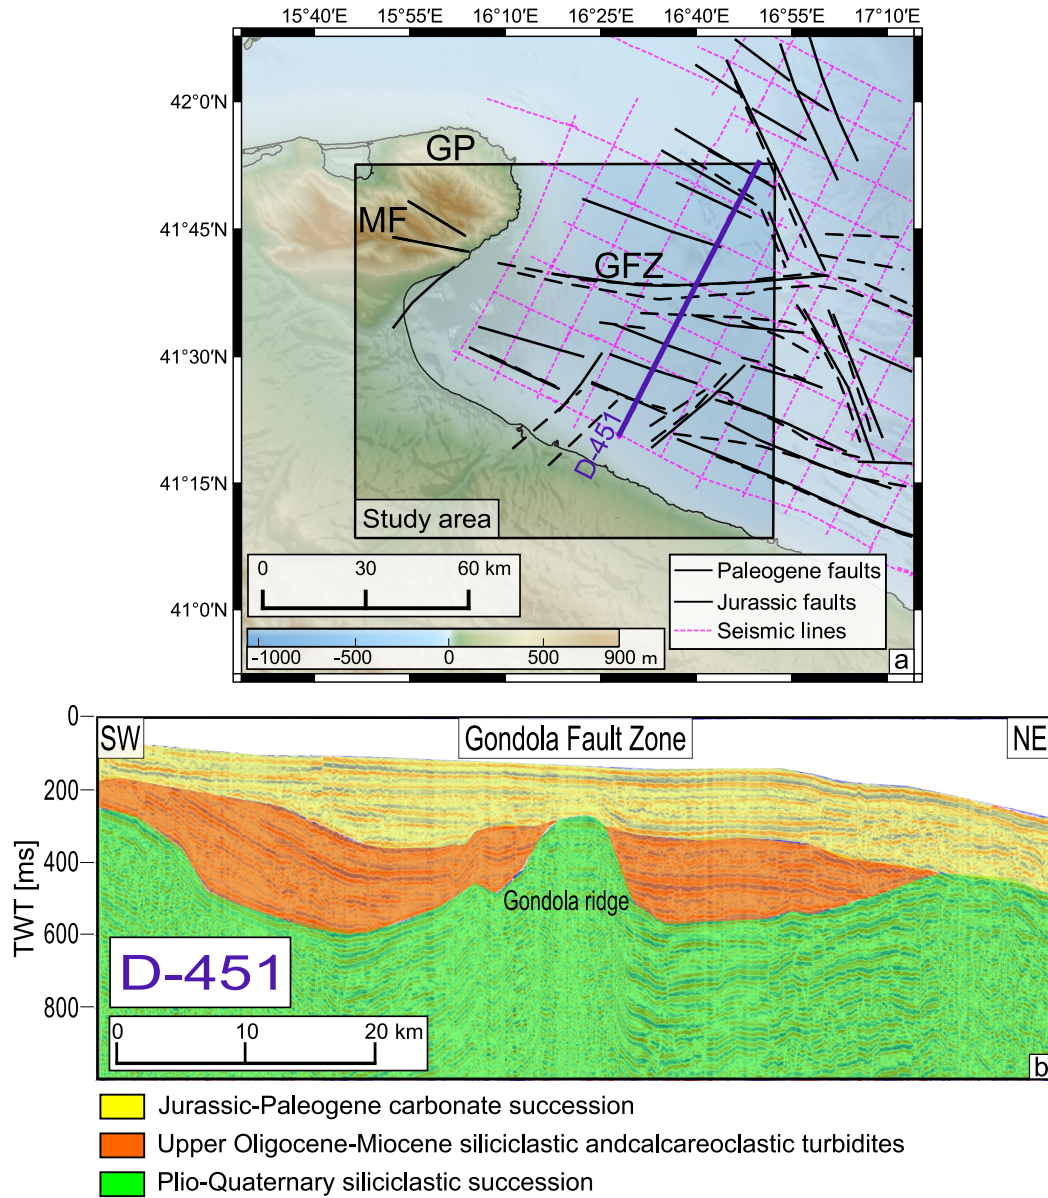 15°40′E 15°55′E 16°10′E 16°25′E 16°40′E 16°55′E 17°10′E
42°0′N
GP
41°45′N
MF
GFZ
41°30′N
D-451
41°15′N
Study area
0 30 60 km
Paleogene faults
Jurassic faults
Seismic lines
41°0′N
-1000 -500 0 500 900 m
a
0
SW
Gondola Fault Zone
NE
200
400
TWT [ms]
Gondola ridge
600
D-451
800
0 10 20 km
b
Jurassic-Paleogene carbonate succession
Upper Oligocene-Miocene siliciclastic andcalcareoclastic turbidites
Plio-Quaternary siliciclastic succession